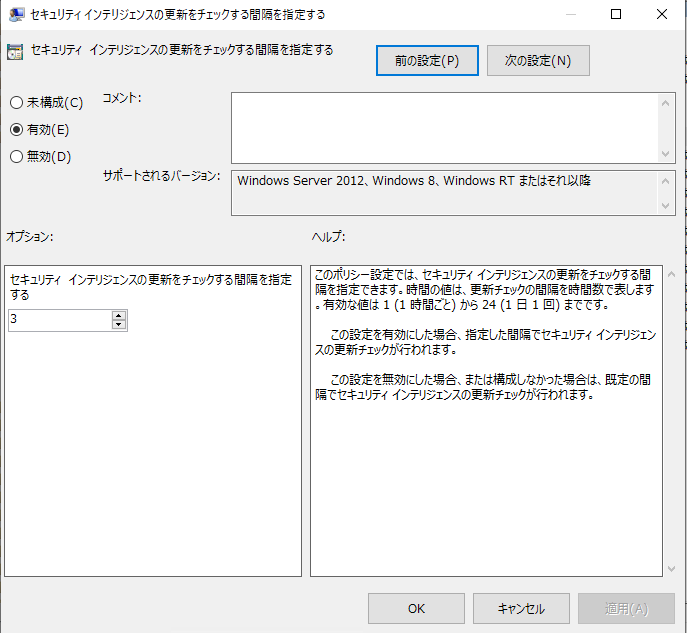 セキュリティ インテリジェンスの更新をチェックする間隔を指定する
セキュリティ インテリジェンスの更新をチェックする間隔を指定する
前の設定(P)
次の設定(N)
未構成(C)
有効(E)
無効(D)
コメント:
サポートされるバージョン:
Windows Server 2012、Windows 8、Windows RT またはそれ以降
オプション:
ヘルプ:
セキュリティ インテリジェンスの更新をチェックする間隔を指定
する
3
このポリシー設定では、セキュリティ インテリジェンスの更新をチェックする間
隔を指定できます。時間の値は、更新チェックの間隔を時間数で表します
。有効な値は 1 (1 時間ごと) から 24 (1 日 1 回) までです。
この設定を有効にした場合、指定した間隔でセキュリティ インテリジェン
スの更新チェックが行われます。
この設定を無効にした場合、または構成しなかった場合は、既定の間
隔でセキュリティ インテリジェンスの更新チェックが行われます。
OK
キャンセル
適用(A)